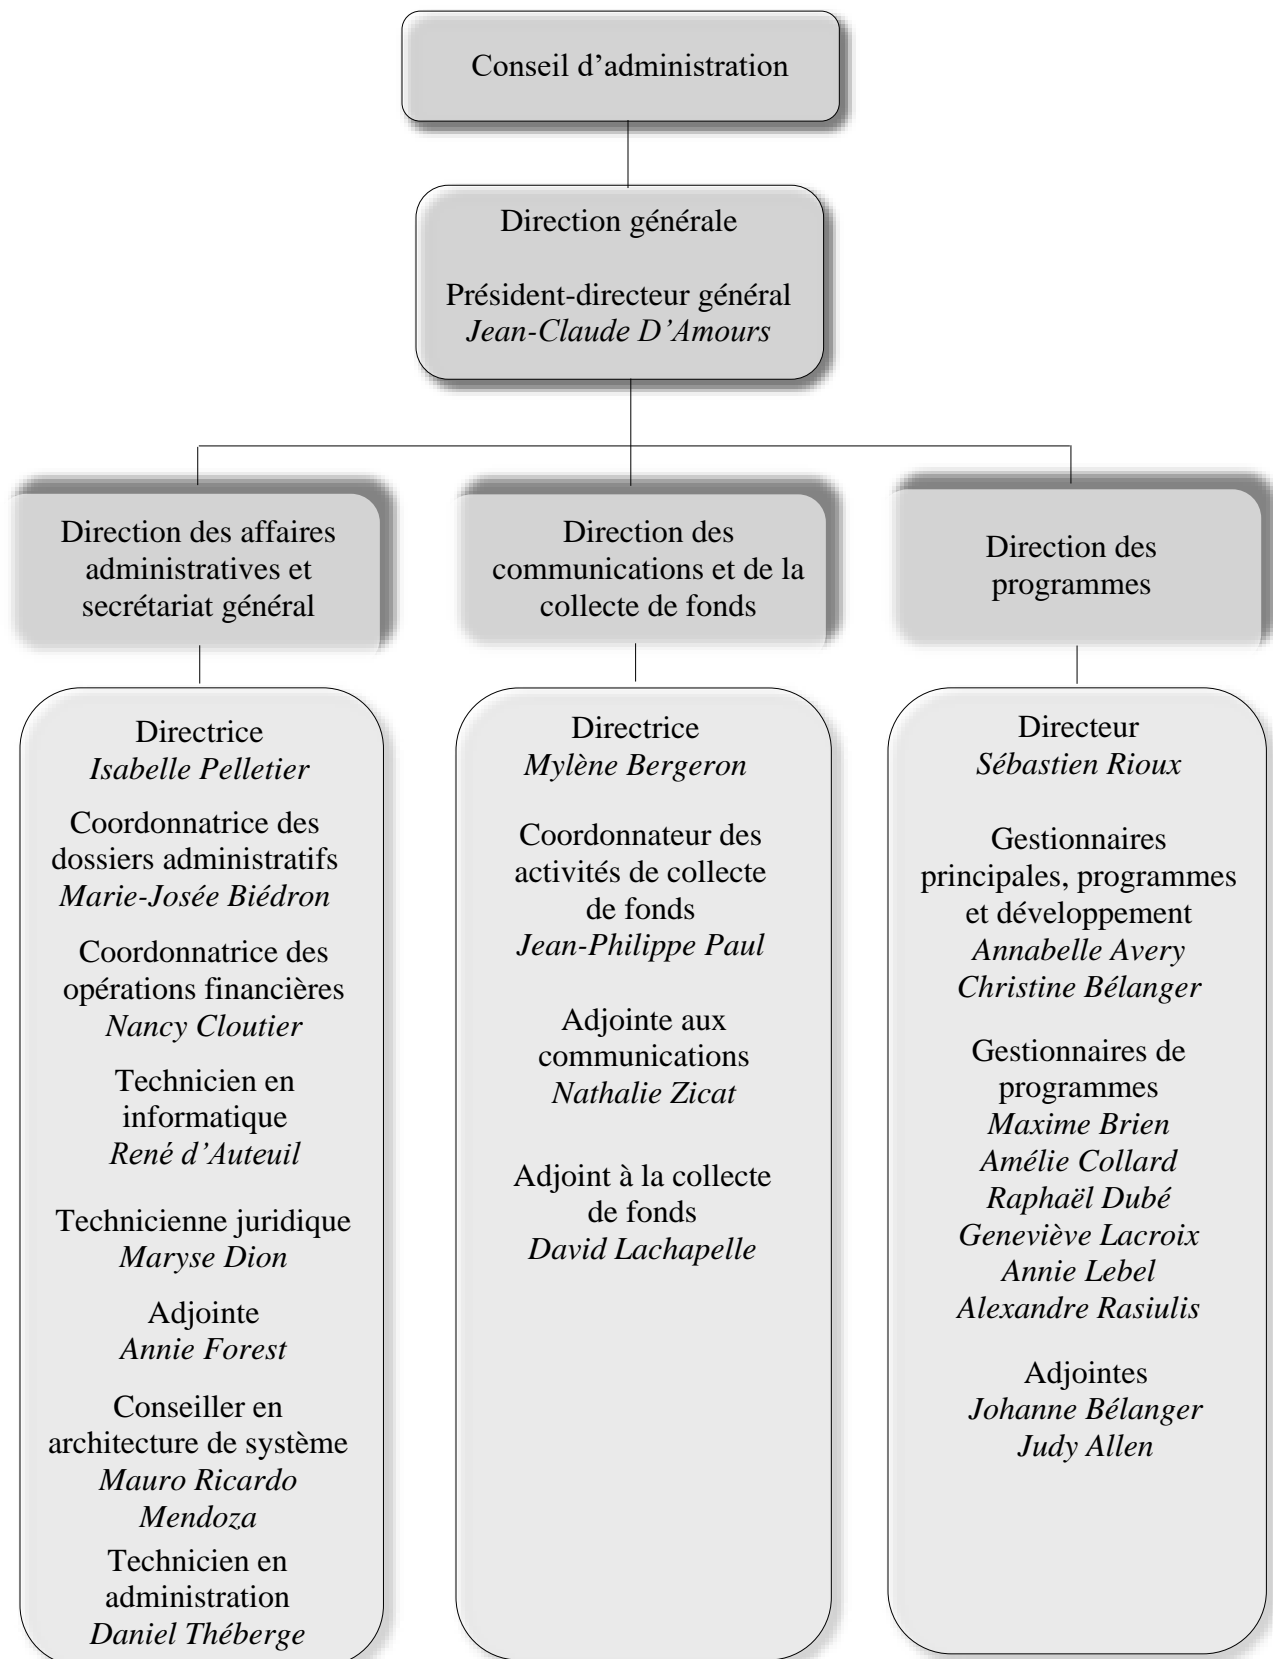 Conseil d’administration
Direction générale
Président-directeur général
Jean-Claude D’Amours
Direction des affaires
administratives et
secrétariat général
Direction des
communications et de la
collecte de fonds
Direction des
programmes
Directrice
Isabelle Pelletier
Coordonnatrice des
dossiers administratifs
Marie-Josée Biédron
Coordonnatrice des
opérations financières
Nancy Cloutier
Technicien en
informatique
René d’Auteuil
Technicienne juridique
Maryse Dion
Adjointe
Annie Forest
Conseiller en
architecture de système
Mauro Ricardo
Mendoza
Technicien en
administration
Daniel Théberge
Directrice
Mylène Bergeron
Coordonnateur des
activités de collecte
de fonds
Jean-Philippe Paul
Adjointe aux
communications
Nathalie Zicat
Adjoint à la collecte
de fonds
David Lachapelle
Directeur
Sébastien Rioux
Gestionnaires
principales, programmes
et développement
Annabelle Avery
Christine Bélanger
Gestionnaires de
programmes
Maxime Brien
Amélie Collard
Raphaël Dubé
Geneviève Lacroix
Annie Lebel
Alexandre Rasiulis
Adjointes
Johanne Bélanger
Judy Allen